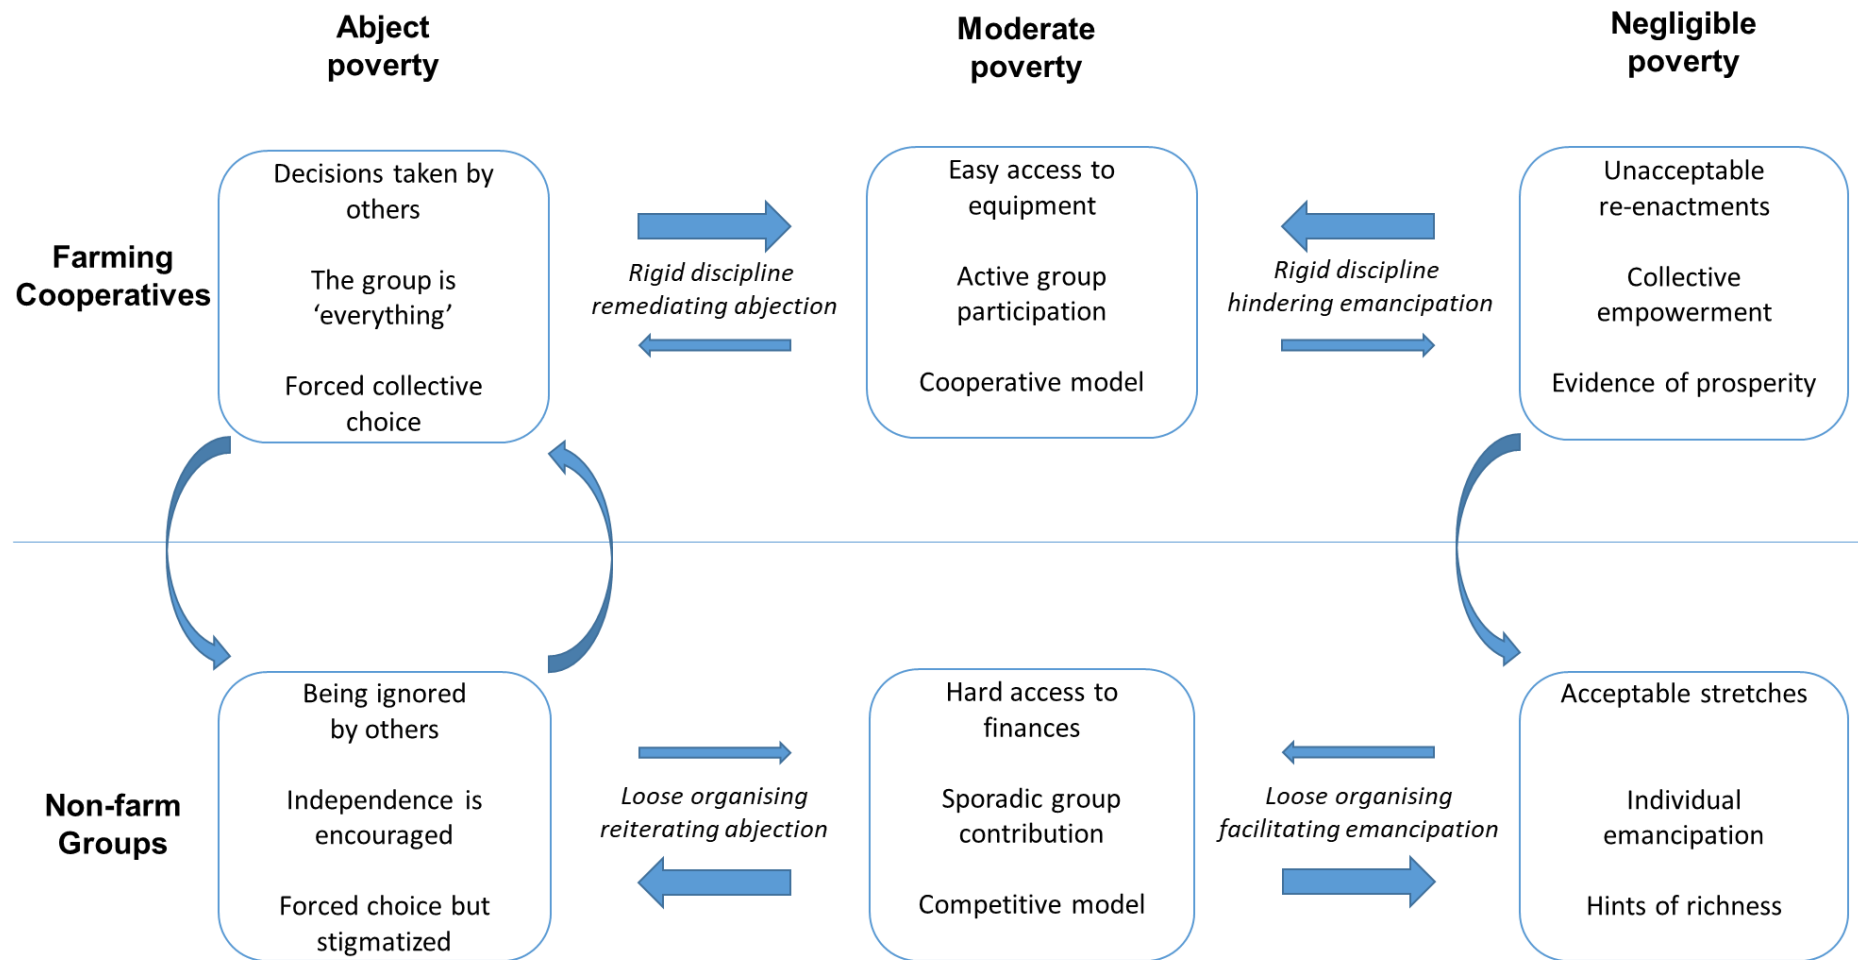 Abject
poverty
Moderate
poverty
Negligible
poverty
Farming
Cooperatives
Decisions taken by
others
The group is
‘everything’
Forced collective
choice
Rigid discipline
remediating abjection
Easy access to
equipment
Active group
participation
Cooperative model
Rigid discipline
hindering emancipation
Unacceptable
re-enactments
Collective
empowerment
Evidence of prosperity
Non-farm
Groups
Being ignored
by others
Independence is
encouraged
Forced choice but
stigmatized
Loose organising
reiterating abjection
Hard access to
finances
Sporadic group
contribution
Competitive model
Loose organising
facilitating emancipation
Acceptable stretches
Individual
emancipation
Hints of richness